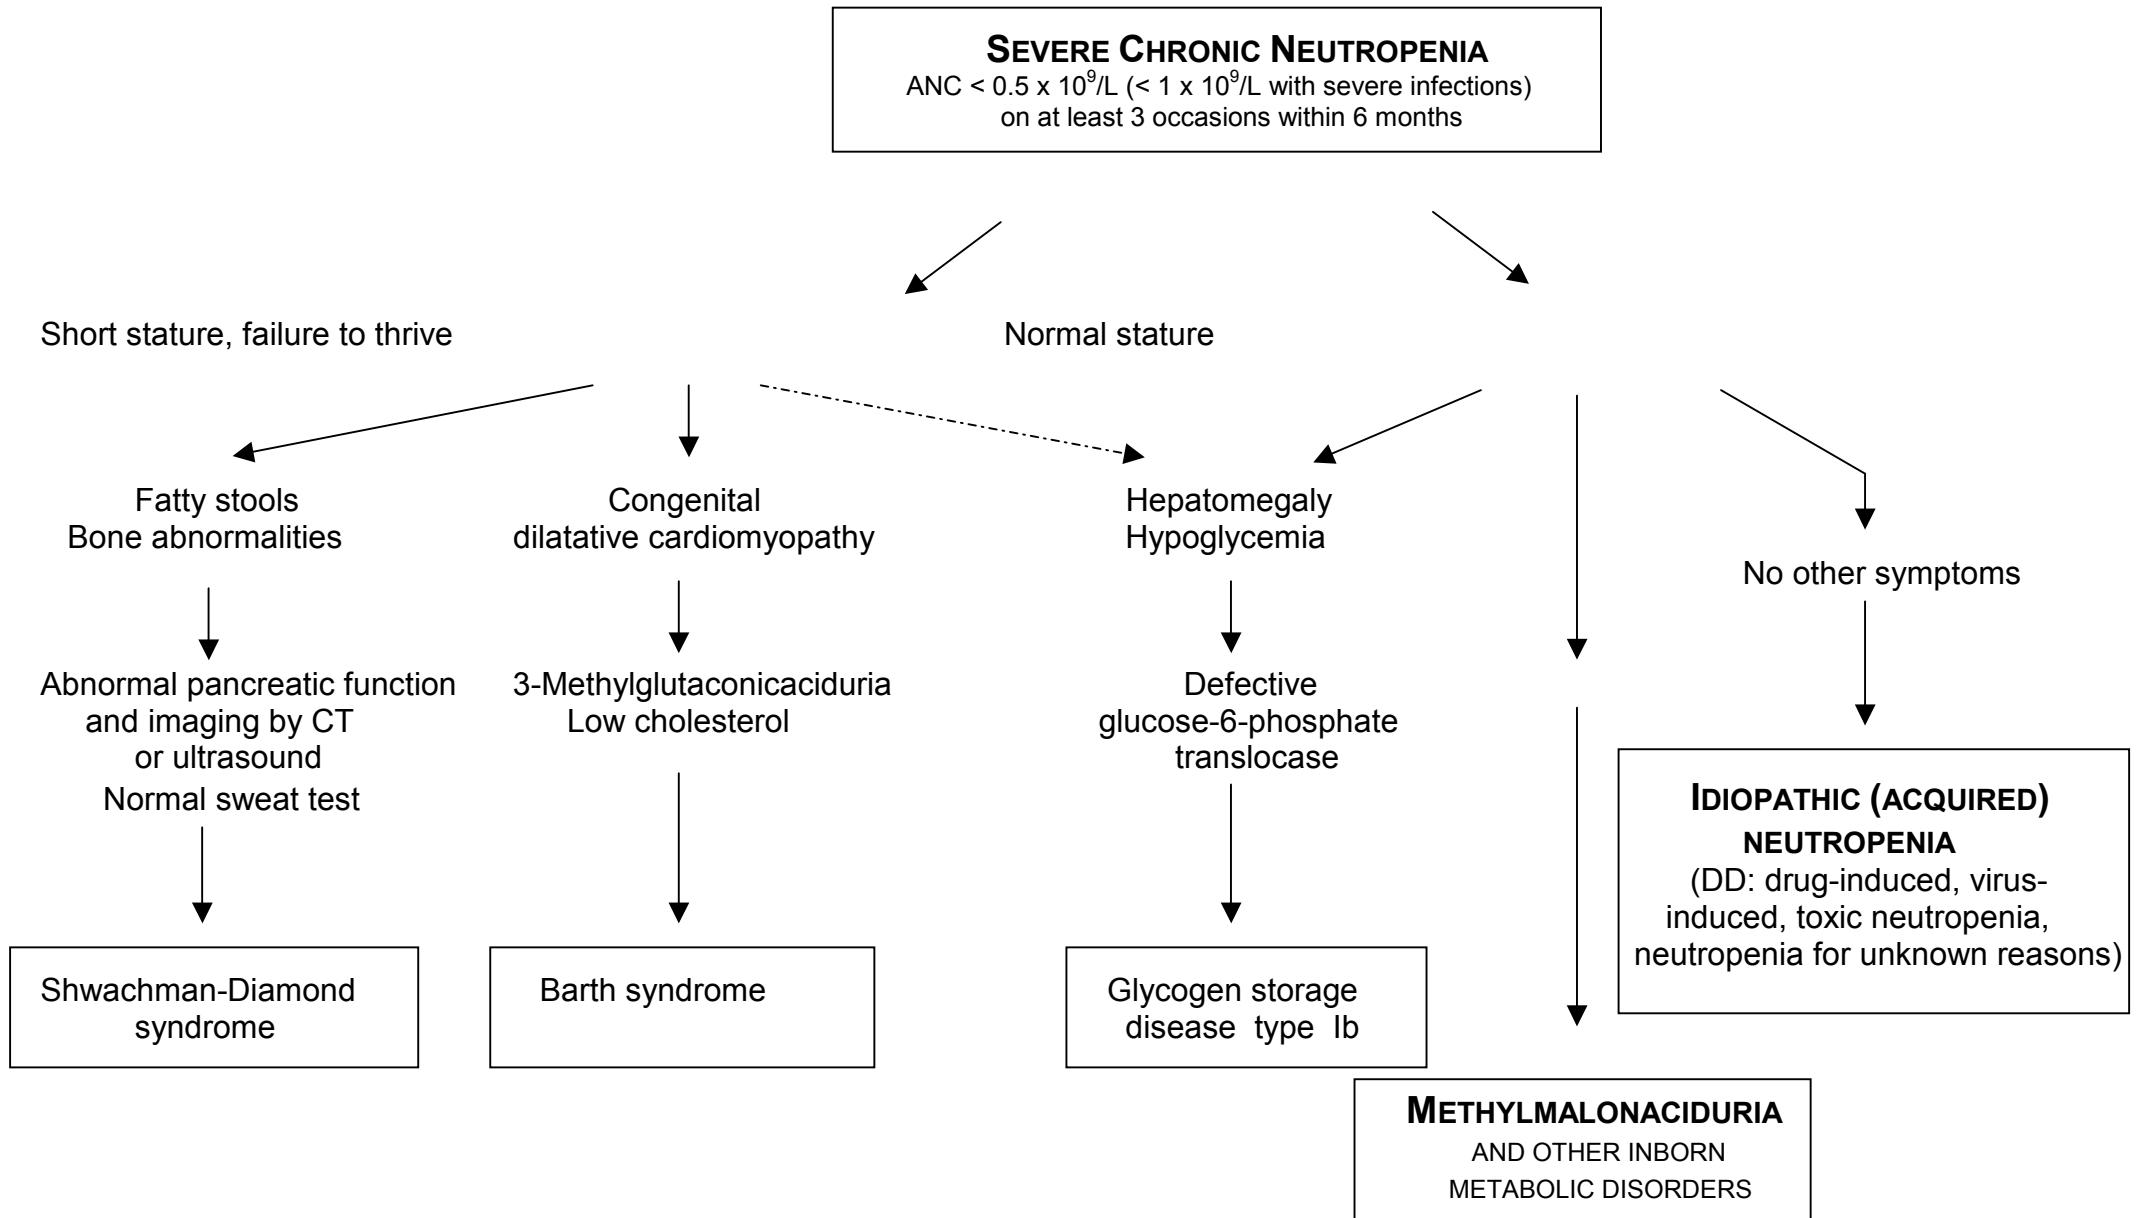 SEVERE CHRONIC NEUTROPENIA
ANC < 0.5 x 10⁹/L (< 1 x 10⁹/L with severe infections)
on at least 3 occasions within 6 months
Short stature, failure to thrive
Normal stature
Fatty stools
Bone abnormalities
Congenital
dilatative cardiomyopathy
Hepatomegaly
Hypoglycemia
No other symptoms
Abnormal pancreatic function
and imaging by CT
or ultrasound
Normal sweat test
3-Methylglutaconicaciduria
Low cholesterol
Defective
glucose-6-phosphate
translocase
IDIOPATHIC (ACQUIRED)
NEUTROPENIA
(DD: drug-induced, virus-
induced, toxic neutropenia,
neutropenia for unknown reasons)
Shwachman-Diamond
syndrome
Barth syndrome
Glycogen storage
disease type Ib
METHYLMALONACIDURIA
AND OTHER INBORN
METABOLIC DISORDERS